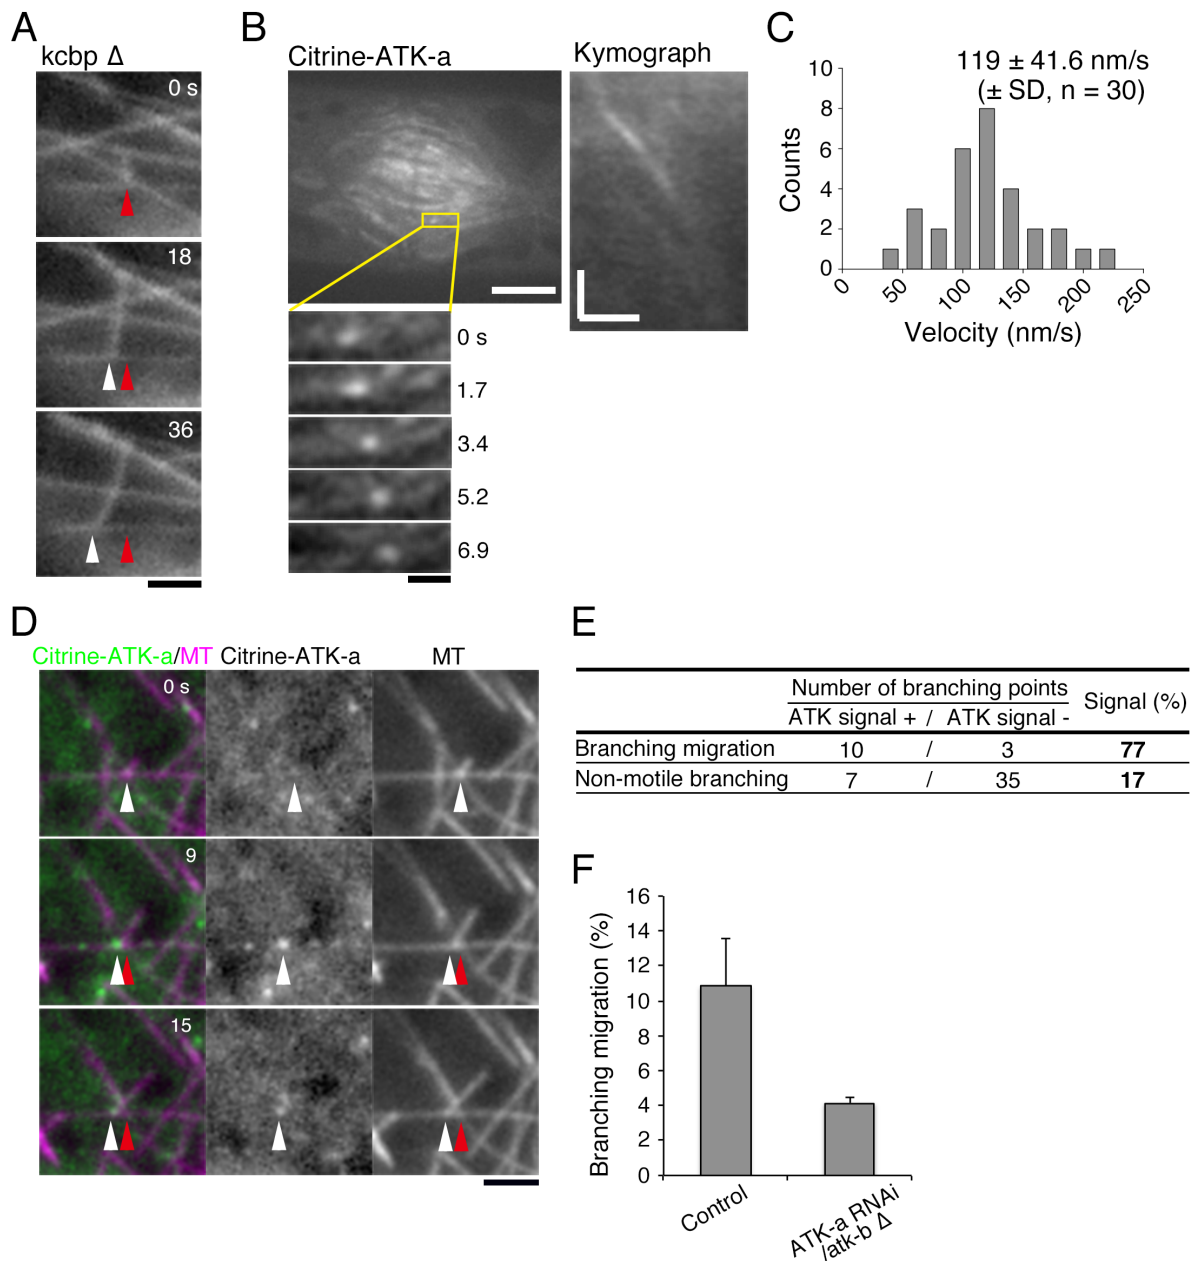 A
kcbp Δ
0 s
18
36
B
Citrine-ATK-a
Kymograph
0 s
1.7
3.4
5.2
6.9
C
119 ± 41.6 nm/s
(± SD, n = 30)
10
8
6
4
2
0
Counts
0
50
100
150
200
250
Velocity (nm/s)
D
Citrine-ATK-a/MT
Citrine-ATK-a
MT
0 s
9
15
E
Number of branching points
Signal (%)
ATK signal + / ATK signal -
Branching migration 10 / 3 77
Non-motile branching 7 / 35 17
F
16
14
12
10
8
6
4
2
0
Branching migration (%)
Control
ATK-a RNAi
/atk-b Δ